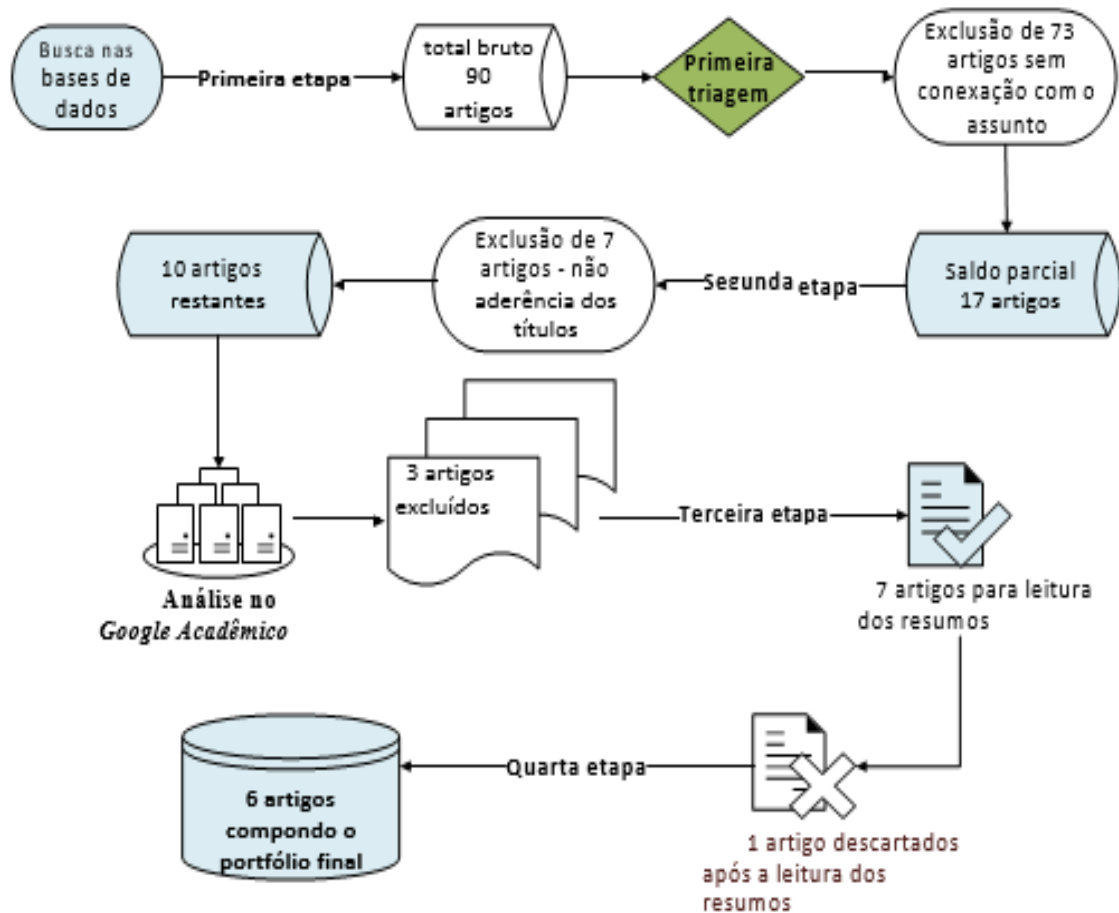 Busca nas
bases de
dados
Primeira etapa
total bruto
90
artigos
Primeira
triagem
Exclusão de 73
artigos sem
conexação com o
assunto
Saldo parcial
17 artigos
Segunda etapa
Exclusão de 7
artigos - não
aderência dos
títulos
10 artigos
restantes
Análise no
Google Acadêmico
3 artigos
excluídos
Terceira etapa
7 artigos para leitura
dos resumos
1 artigo descartados
após a leitura dos
resumos
Quarta etapa
6 artigos
compondo o
portfólio final